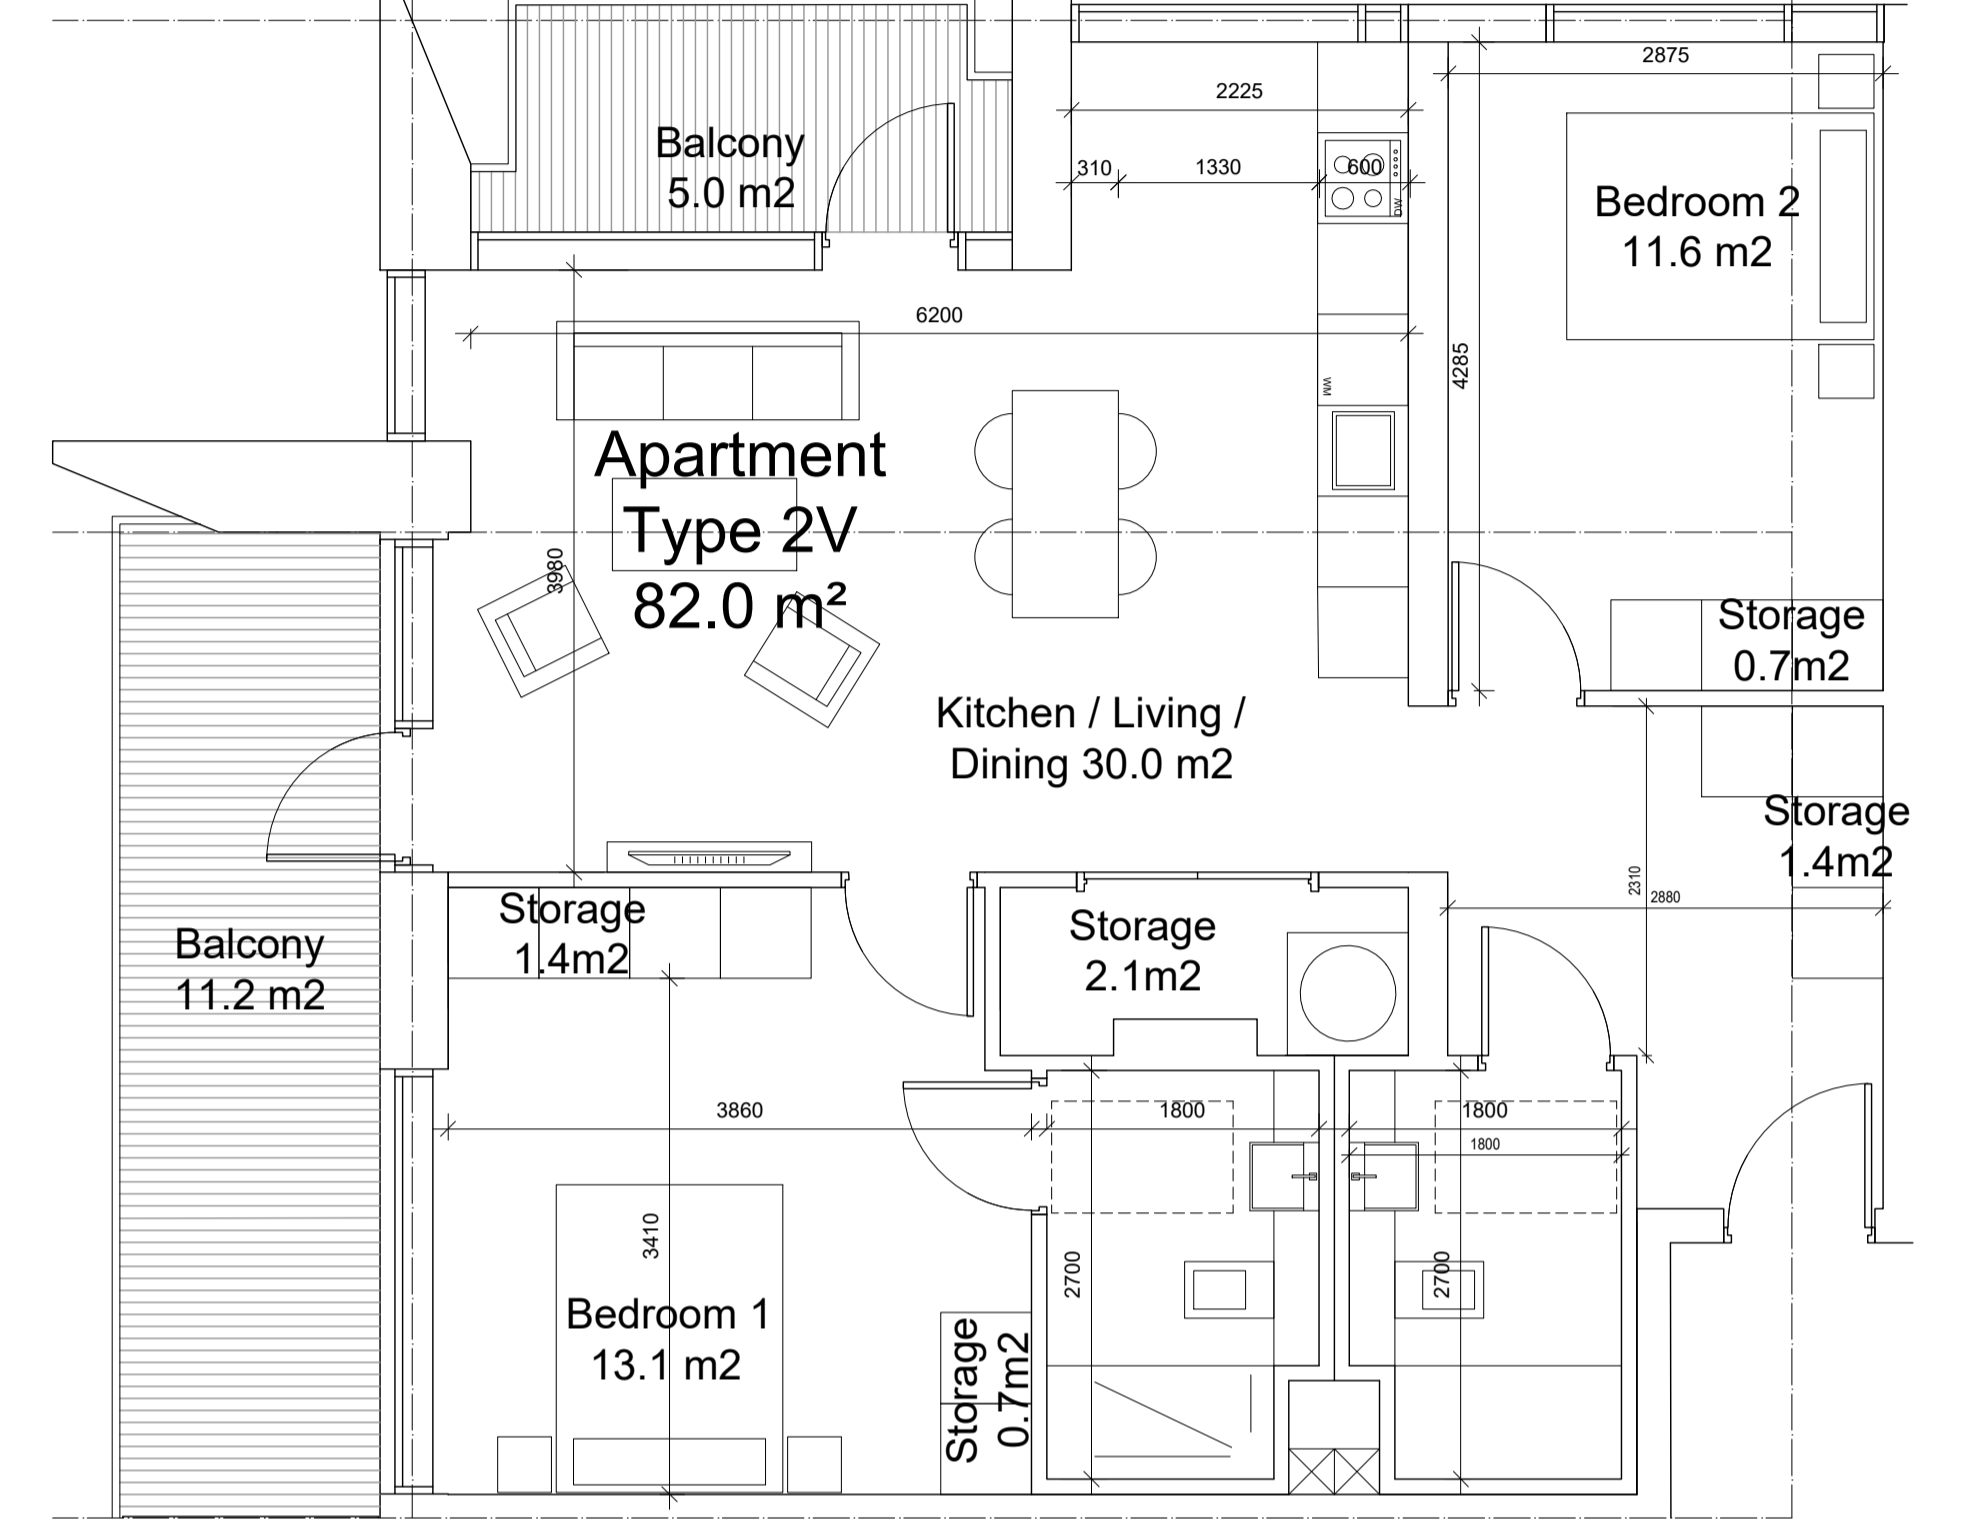 2875
2225
Balcony
5.0 m2
310
1330
600
DW
Bedroom 2
11.6 m2
6200
4285
WM
Apartment
Type 2V
82.0 m²
3980
Storage
0.7m2
Kitchen / Living /
Dining 30.0 m2
Storage
1.4m2
2310
2880
Storage
1.4m2
Storage
2.1m2
Balcony
11.2 m2
3860
1800
1800
1800
3410
2700
2700
Bedroom 1
13.1 m2
Storage
0.7m2